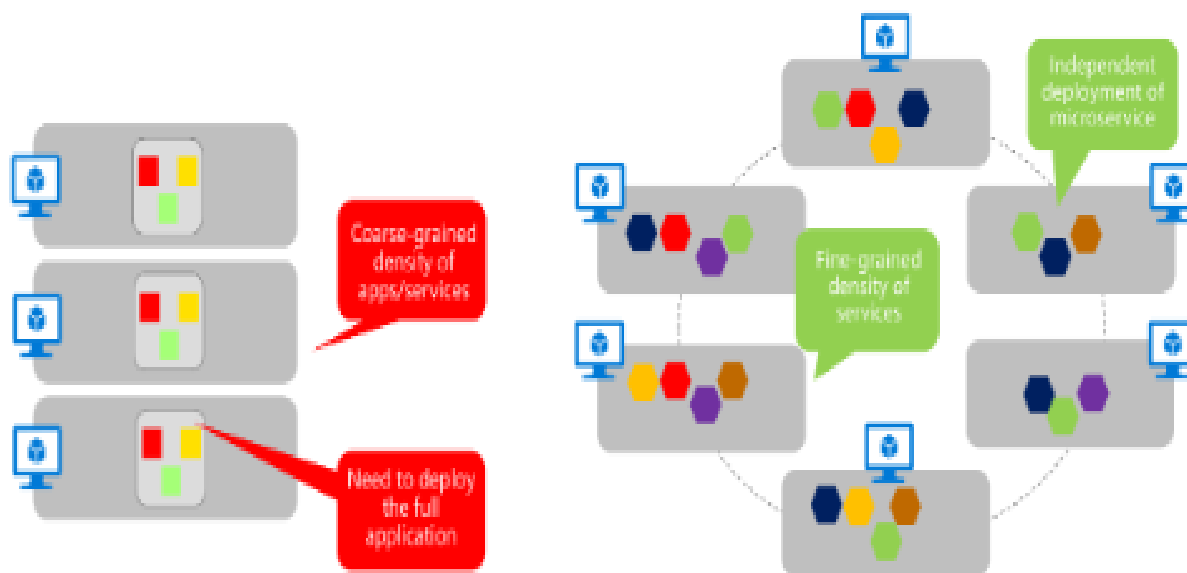 Coarse-grained
density of
apps/services
Need to deploy
the full
application
Independent
deployment of
microservice
Fine-grained
density of
services